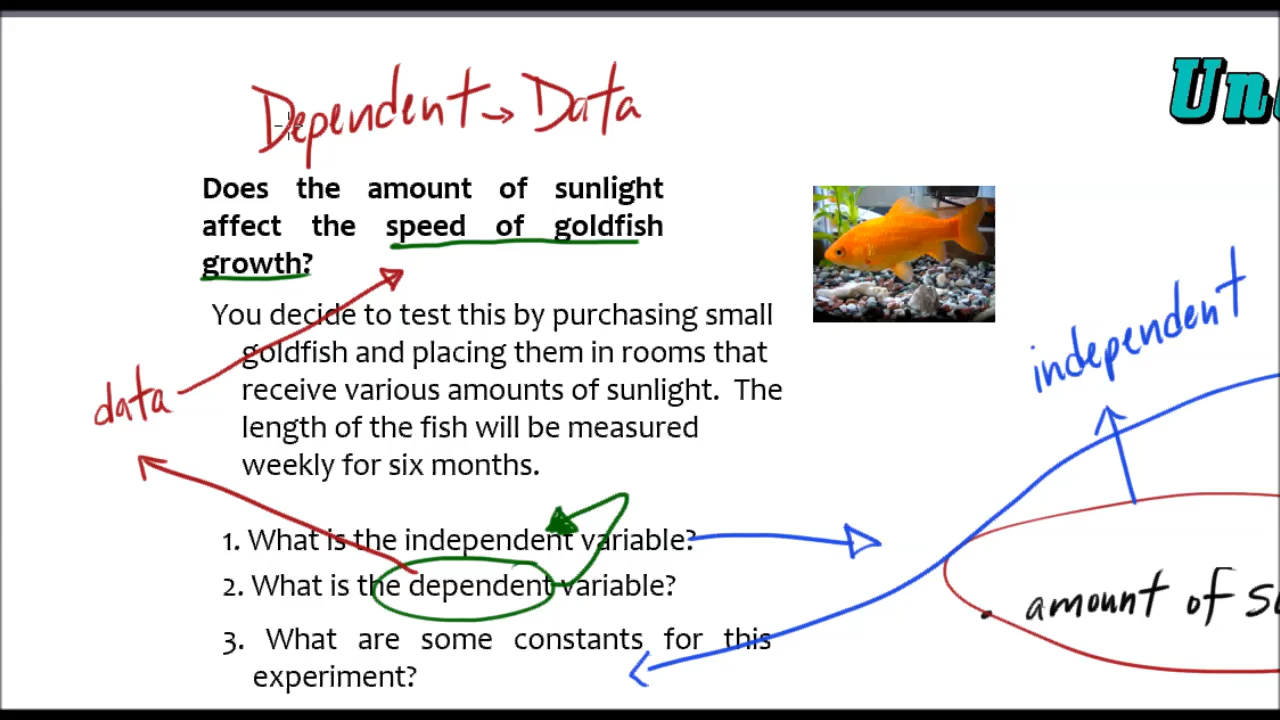 Dependent → Data
Un
Does the amount of sunlight
affect the speed of goldfish
growth?
You decide to test this by purchasing small
goldfish and placing them in rooms that
receive various amounts of sunlight. The
length of the fish will be measured
weekly for six months.
data
independent
1. What is the independent variable?
2. What is the dependent variable?
3. What are some constants for this
experiment?
• amount of s